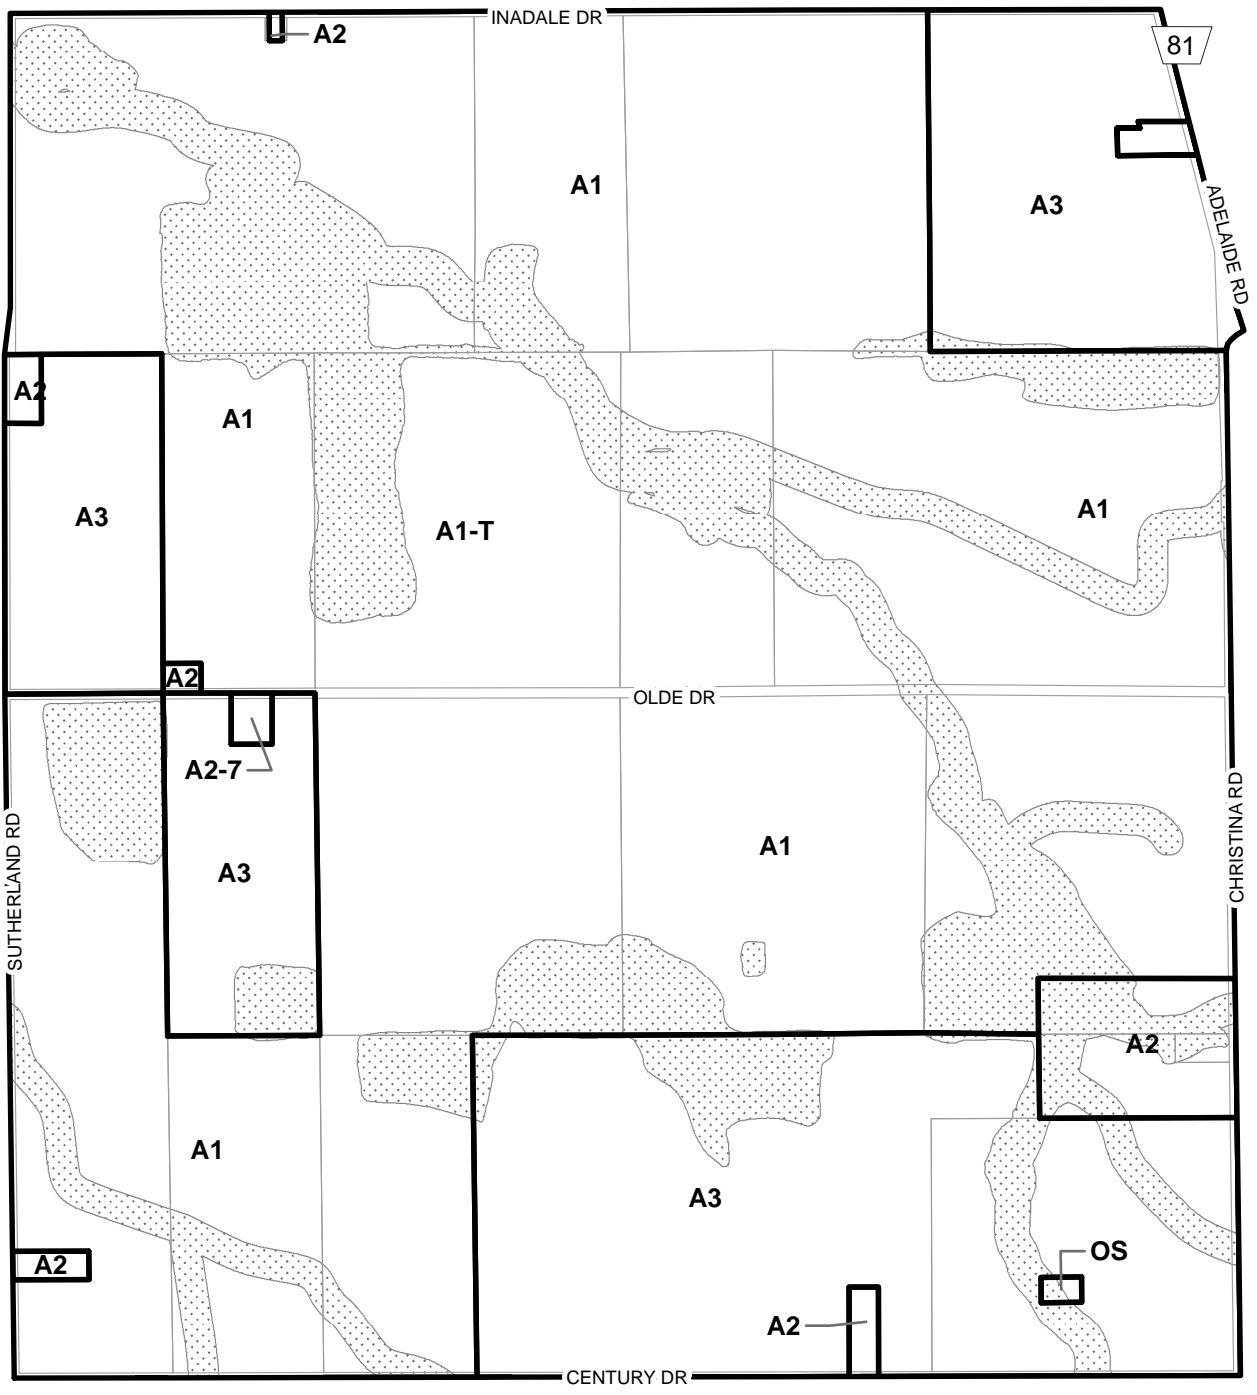 INADALE DR
A2
81
A1
A3
ADELAIDE RD
A2
A1
A3
A1-T
A1
A2
OLDE DR
A2-7
A3
A1
SUTHERLAND RD
CHRISTINA RD
A2
A1
A3
A2
OS
A2
CENTURY DR